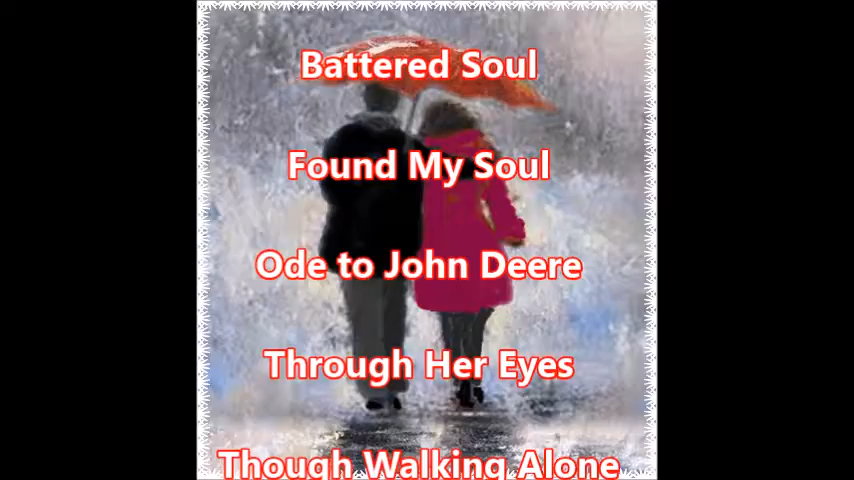 Battered Soul
Found My Soul
Ode to John Deere
Through Her Eyes
Though Walking Alone